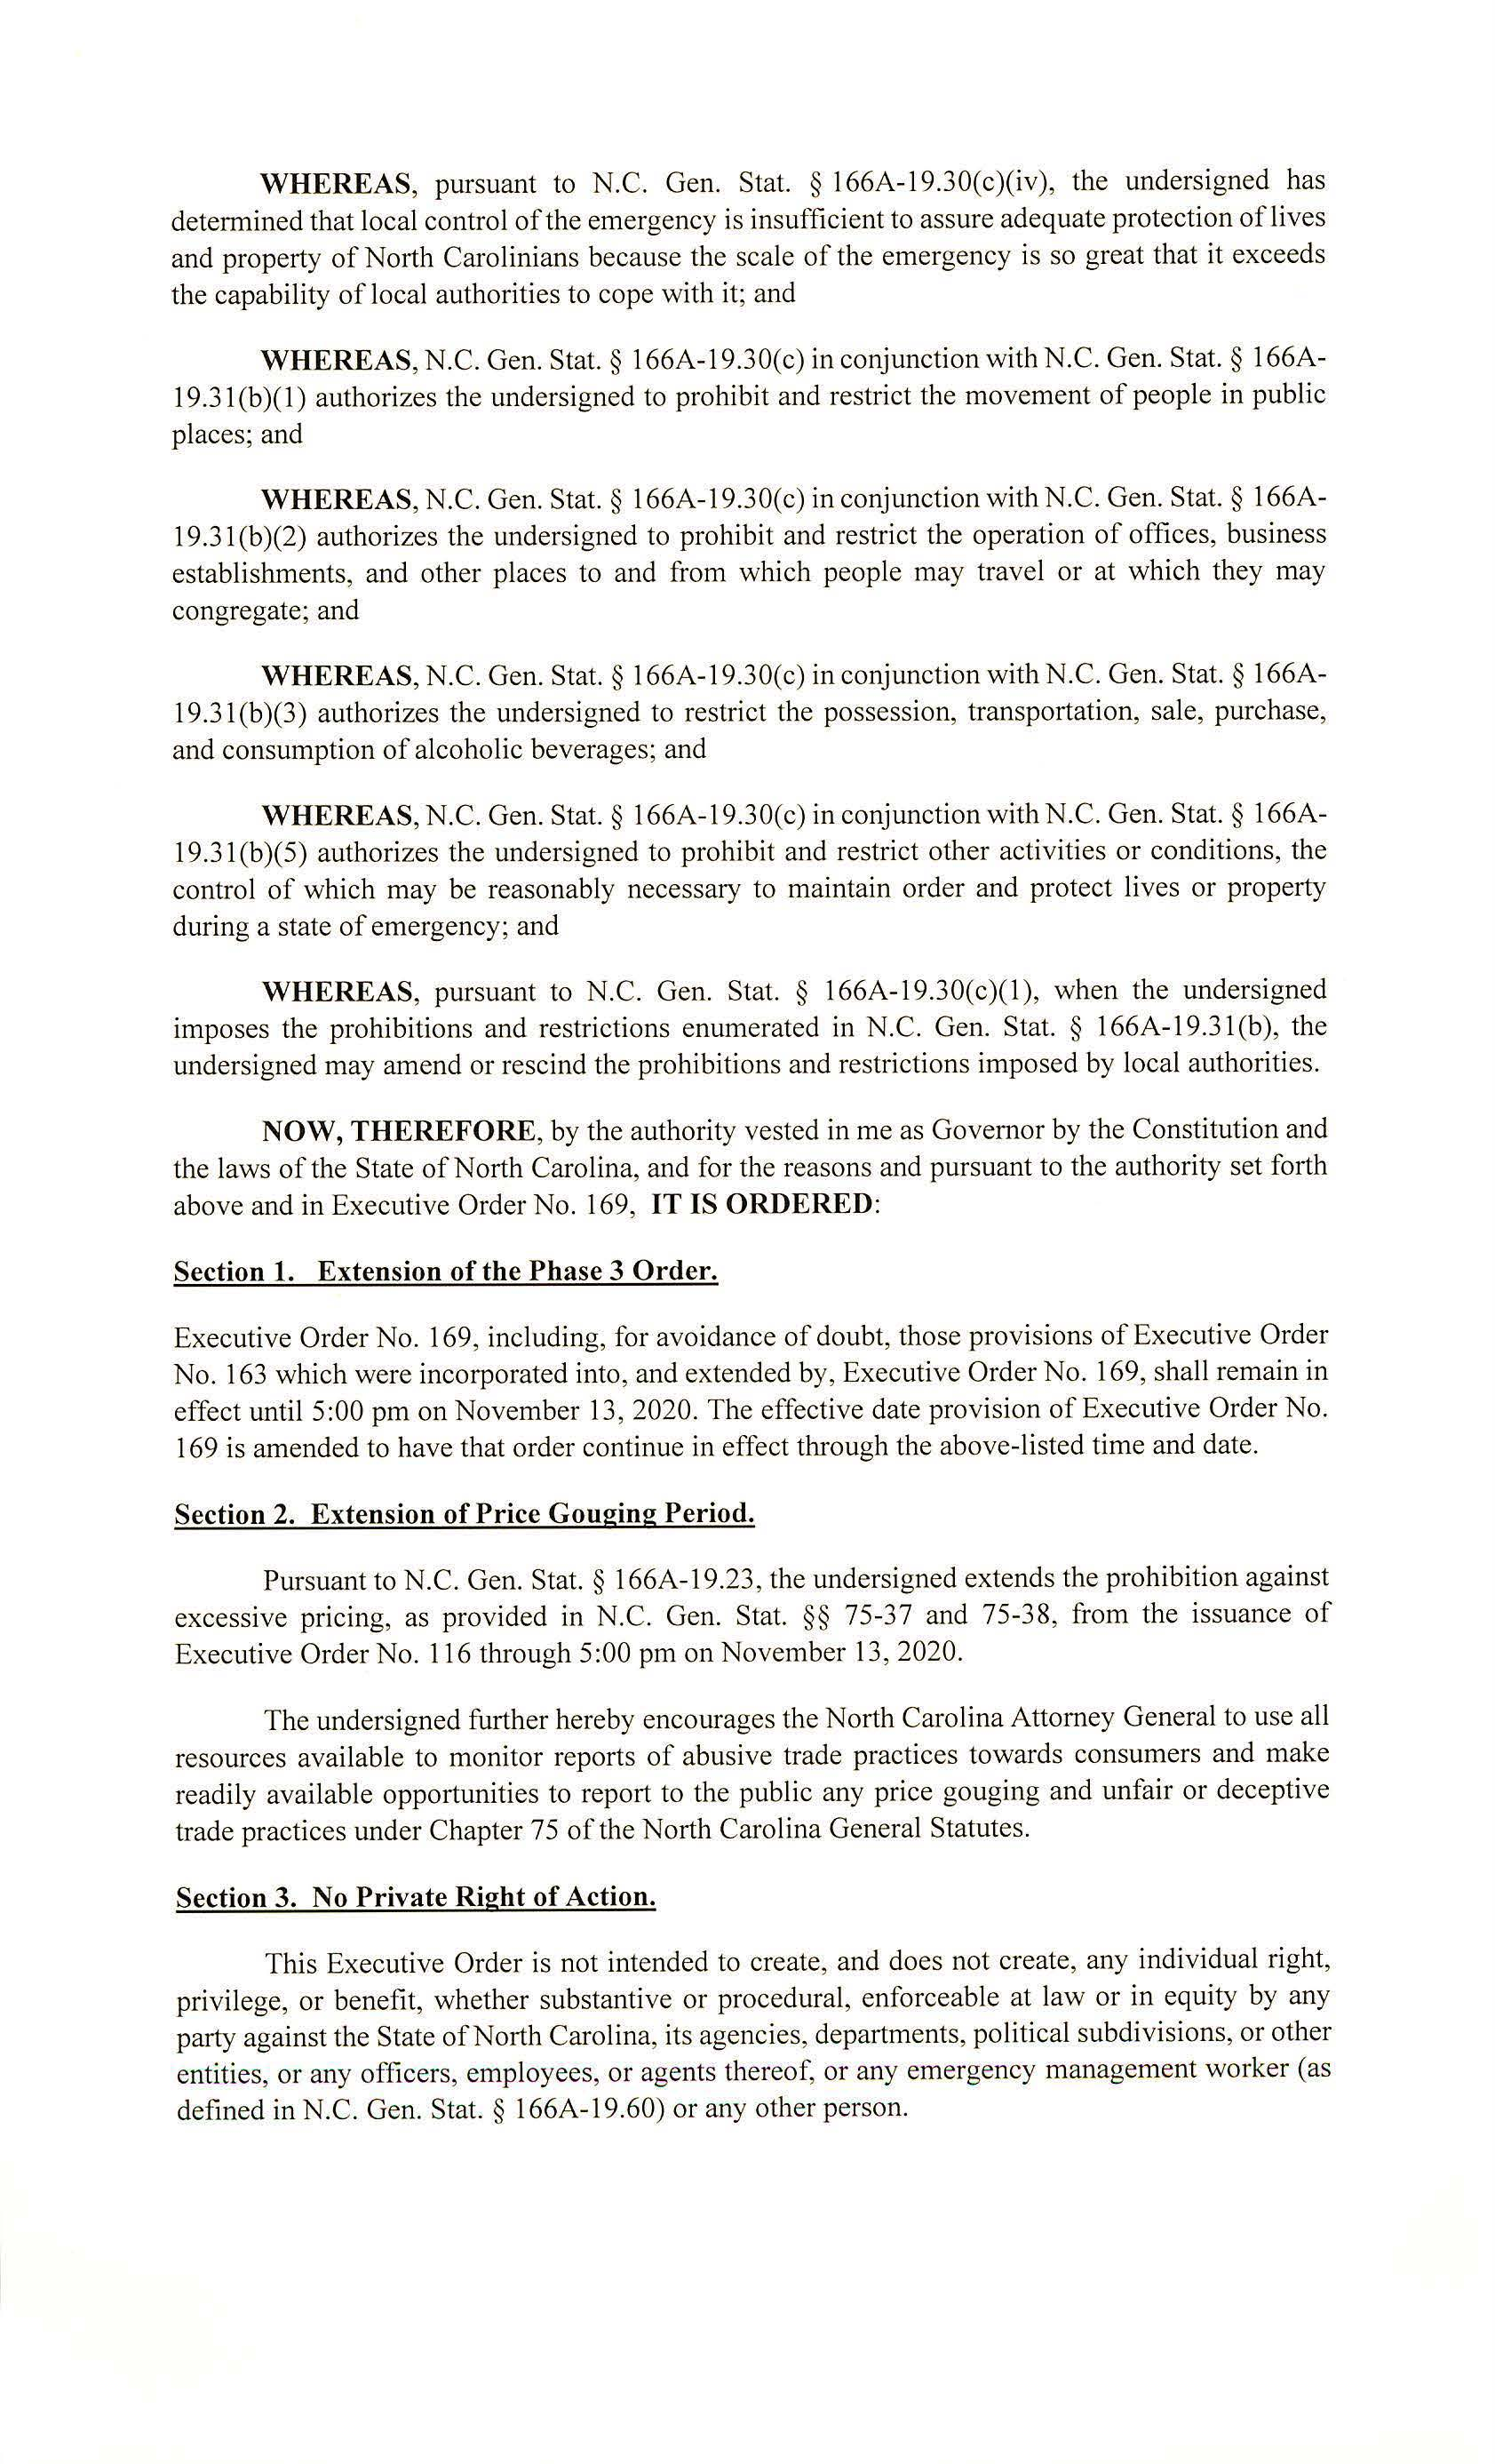 WHEREAS, pursuant to N.C. Gen. Stat. § 166A-19.30(c)(iv), the undersigned has
determined that local control of the emergency is insufficient to assure adequate protection of lives
and property of North Carolinians because the scale of the emergency is so great that it exceeds
the capability of local authorities to cope with it; and
WHEREAS, N.C. Gen. Stat. § 166A-19.30(c) in conjunction with N.C. Gen. Stat. § 166A-
19.31(b)(1) authorizes the undersigned to prohibit and restrict the movement of people in public
places; and
WHEREAS, N.C. Gen. Stat. § 166A-19.30(c) in conjunction with N.C. Gen. Stat. § 166A-
19.31(b)(2) authorizes the undersigned to prohibit and restrict the operation of offices, business
establishments, and other places to and from which people may travel or at which they may
congregate; and
WHEREAS, N.C. Gen. Stat. § 166A-19.30(c) in conjunction with N.C. Gen. Stat. § 166A-
19.31(b)(3) authorizes the undersigned to restrict the possession, transportation, sale, purchase,
and consumption of alcoholic beverages; and
WHEREAS, N.C. Gen. Stat. § 166A-19.30(c) in conjunction with N.C. Gen. Stat. § 166A-
19.31(b)(5) authorizes the undersigned to prohibit and restrict other activities or conditions, the
control of which may be reasonably necessary to maintain order and protect lives or property
during a state of emergency; and
WHEREAS, pursuant to N.C. Gen. Stat. § 166A-19.30(c)(1), when the undersigned
imposes the prohibitions and restrictions enumerated in N.C. Gen. Stat. § 166A-19.31(b), the
undersigned may amend or rescind the prohibitions and restrictions imposed by local authorities.
NOW, THEREFORE, by the authority vested in me as Governor by the Constitution and
the laws of the State of North Carolina, and for the reasons and pursuant to the authority set forth
above and in Executive Order No. 169, IT IS ORDERED:
Section 1. Extension of the Phase 3 Order.
Executive Order No. 169, including, for avoidance of doubt, those provisions of Executive Order
No. 163 which were incorporated into, and extended by, Executive Order No. 169, shall remain in
effect until 5:00 pm on November 13, 2020. The effective date provision of Executive Order No.
169 is amended to have that order continue in effect through the above-listed time and date.
Section 2. Extension of Price Gouging Period.
Pursuant to N.C. Gen. Stat. § 166A-19.23, the undersigned extends the prohibition against
excessive pricing, as provided in N.C. Gen. Stat. §§ 75-37 and 75-38, from the issuance of
Executive Order No. 116 through 5:00 pm on November 13, 2020.
The undersigned further hereby encourages the North Carolina Attorney General to use all
resources available to monitor reports of abusive trade practices towards consumers and make
readily available opportunities to report to the public any price gouging and unfair or deceptive
trade practices under Chapter 75 of the North Carolina General Statutes.
Section 3. No Private Right of Action.
This Executive Order is not intended to create, and does not create, any individual right,
privilege, or benefit, whether substantive or procedural, enforceable at law or in equity by any
party against the State of North Carolina, its agencies, departments, political subdivisions, or other
entities, or any officers, employees, or agents thereof, or any emergency management worker (as
defined in N.C. Gen. Stat. § 166A-19.60) or any other person.